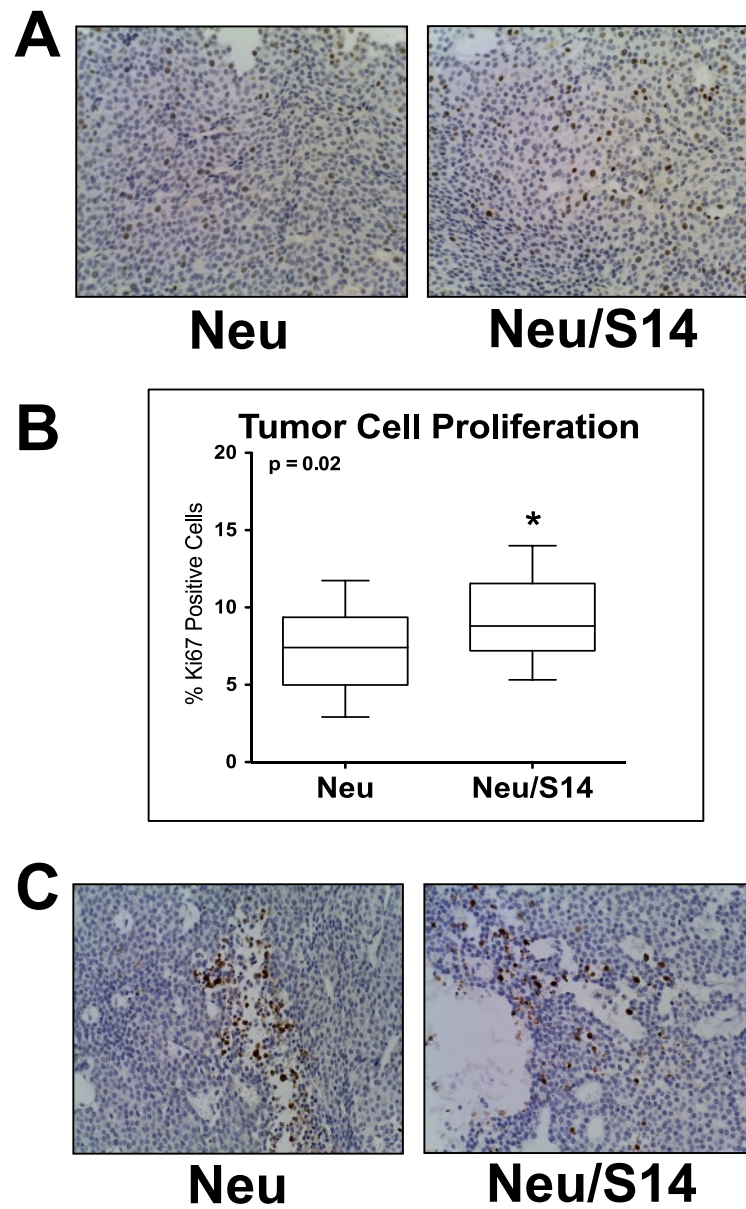 A
Neu Neu/S14
B
Tumor Cell Proliferation
p = 0.02
*
% Ki67 Positive Cells
20
15
10
5
0
Neu Neu/S14
C
Neu Neu/S14